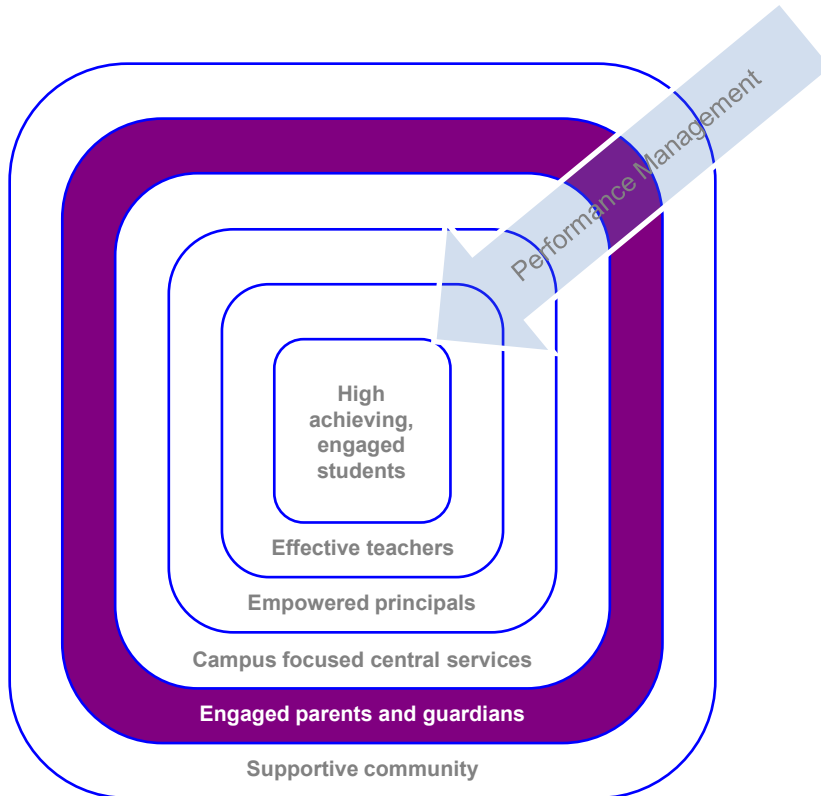 Performance Management
High
achieving,
engaged
students
Effective teachers
Empowered principals
Campus focused central services
Engaged parents and guardians
Supportive community